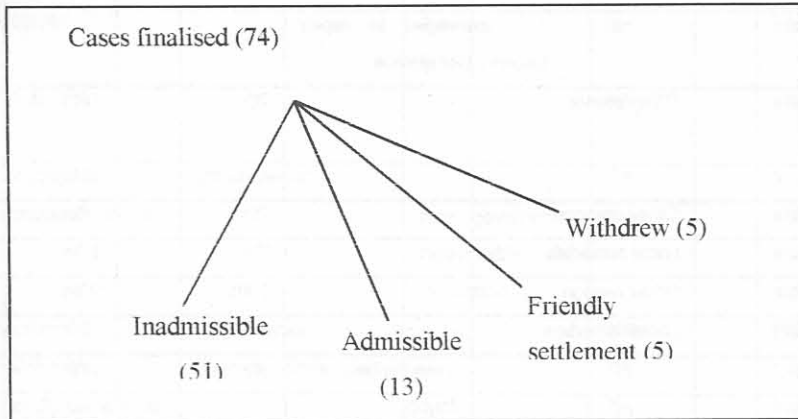 Cases finalised (74)
Withdrew (5)
Friendly
settlement (5)
Inadmissible
(51)
Admissible
(13)